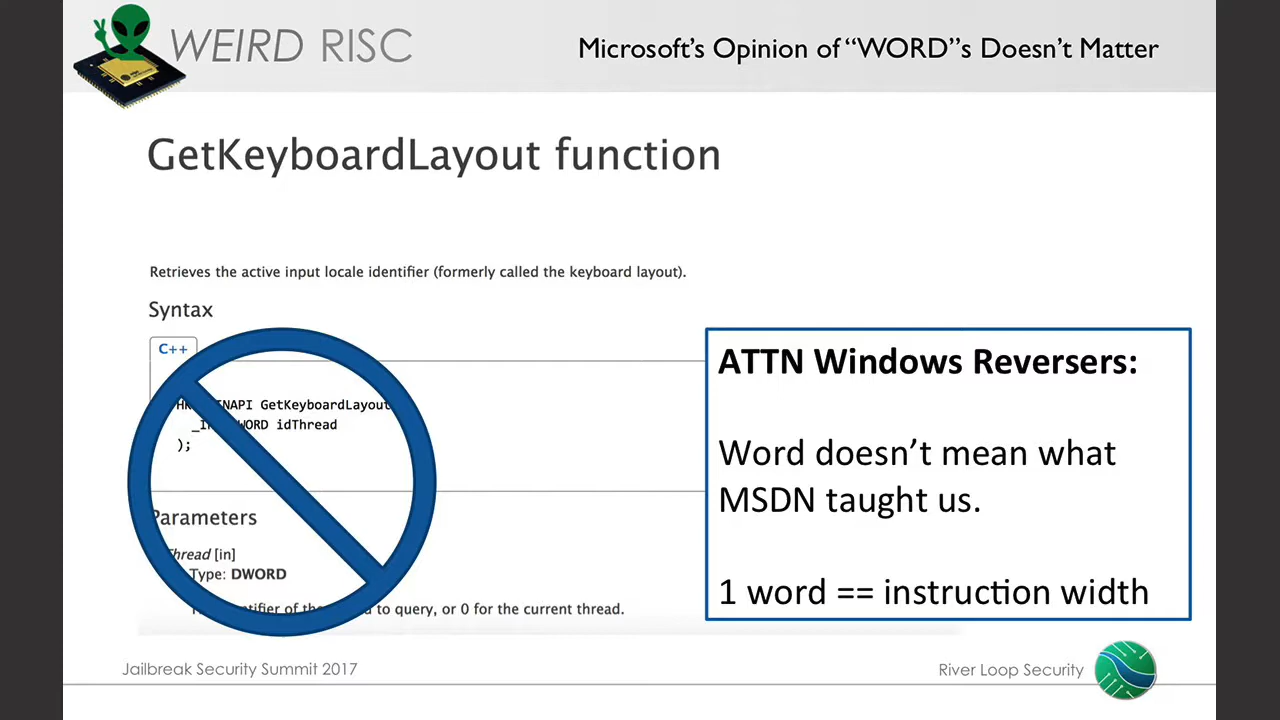 WEIRD RISC
Microsoft's Opinion of “WORD”s Doesn't Matter
GetKeyboardLayout function
Retrieves the active input locale identifier (formerly called the keyboard layout).
Syntax
C++
INAPI GetKeyboardLayout
WORD idThread
);
Parameters
Thread [in]
Type: DWORD
of the to query, or 0 for the current thread.
ATTN Windows Reversers:
Word doesn't mean what
MSDN taught us.
1 word == instruction width
Jailbreak Security Summit 2017
River Loop Security